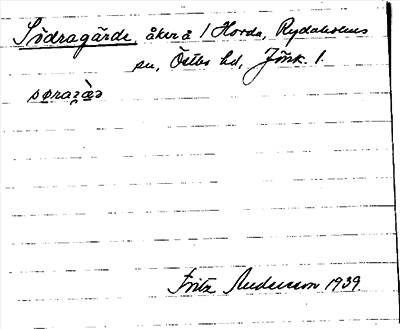 Södragärde, åker å 1 Horda, Rydaholms
sn, Östbo hd, Jönk. l.
Fritz Andersson 1939.